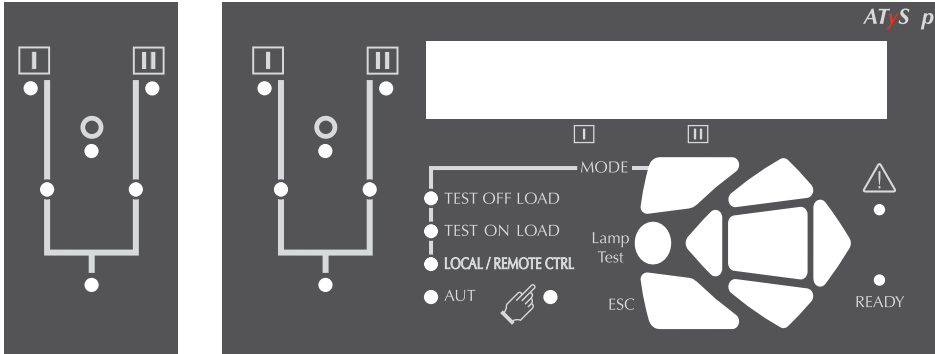 I II
I II
ATyS p
I II
MODE
TEST OFF LOAD
TEST ON LOAD
LOCAL / REMOTE CTRL
AUT
Lamp
Test
ESC
READY